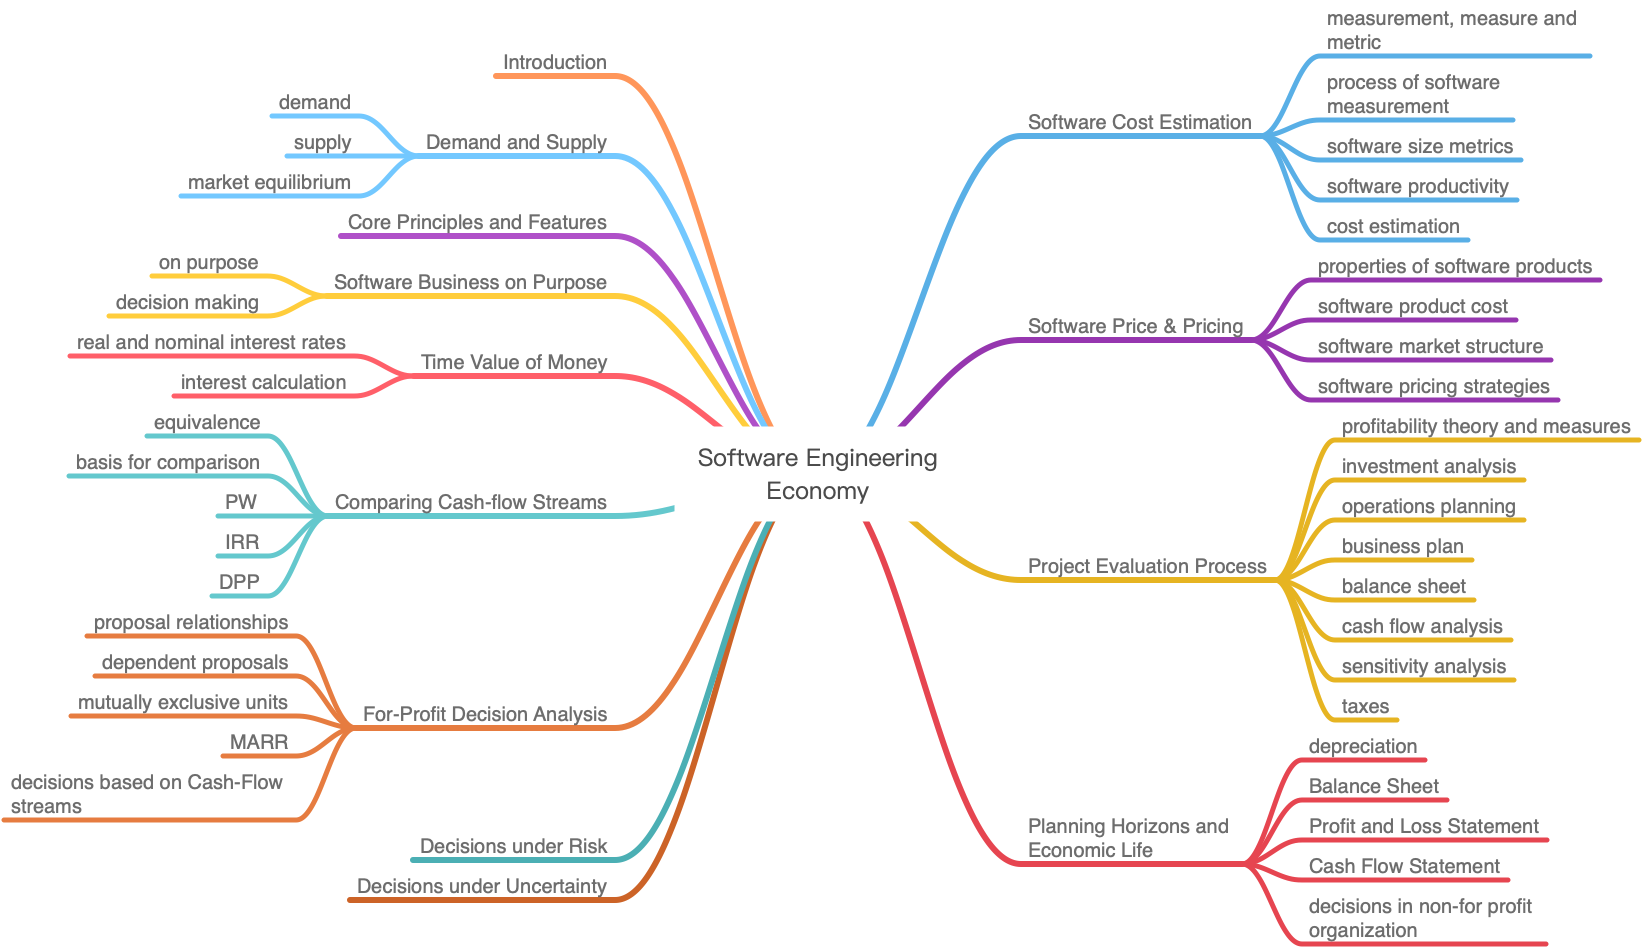 Software Engineering
Economy
Introduction
Demand and Supply
demand
supply
market equilibrium
Core Principles and Features
Software Business on Purpose
on purpose
decision making
Time Value of Money
real and nominal interest rates
interest calculation
Comparing Cash-flow Streams
equivalence
basis for comparison
PW
IRR
DPP
For-Profit Decision Analysis
proposal relationships
dependent proposals
mutually exclusive units
MARR
decisions based on Cash-Flow
streams
Decisions under Risk
Decisions under Uncertainty
Software Cost Estimation
measurement, measure and
metric
process of software
measurement
software size metrics
software productivity
cost estimation
Software Price & Pricing
properties of software products
software product cost
software market structure
software pricing strategies
Project Evaluation Process
profitability theory and measures
investment analysis
operations planning
business plan
balance sheet
cash flow analysis
sensitivity analysis
taxes
Planning Horizons and
Economic Life
depreciation
Balance Sheet
Profit and Loss Statement
Cash Flow Statement
decisions in non-for profit
organization